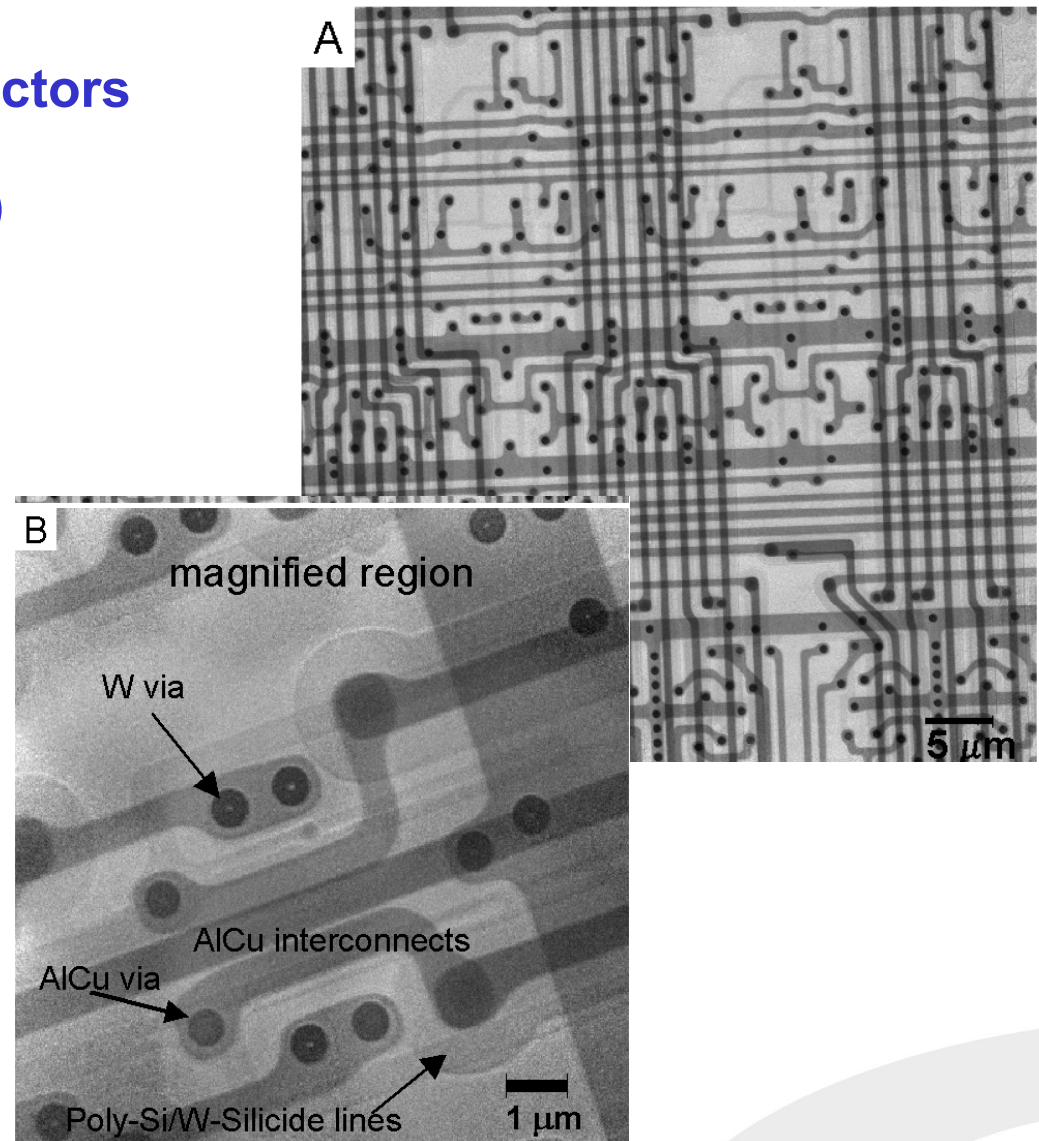 ctors
)
A
5 μm
B
magnified region
W via
AlCu interconnects
AlCu via
Poly-Si/W-Silicide lines
1 μm